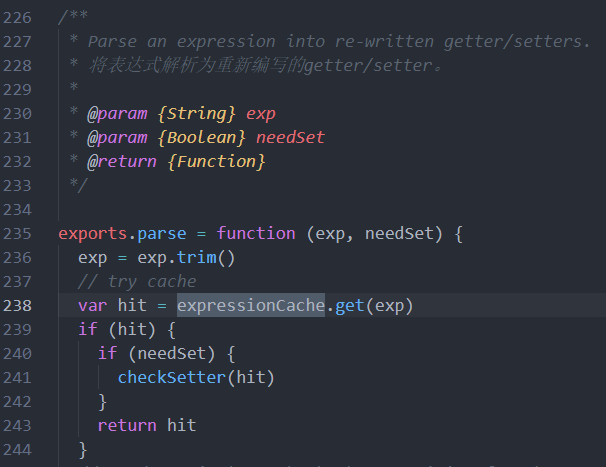 226 /**
227 * Parse an expression into re-written getter/setters.
228 * 将表达式解析为重新编写的getter/setter。
229 *
230 * @param {String} exp
231 * @param {Boolean} needSet
232 * @return {Function}
233 */
234
235 exports.parse = function (exp, needSet) {
236 exp = exp.trim()
237 // try cache
238 var hit = expressionCache.get(exp)
239 if (hit) {
240 if (needSet) {
241 checkSetter(hit)
242 }
243 return hit
244 }